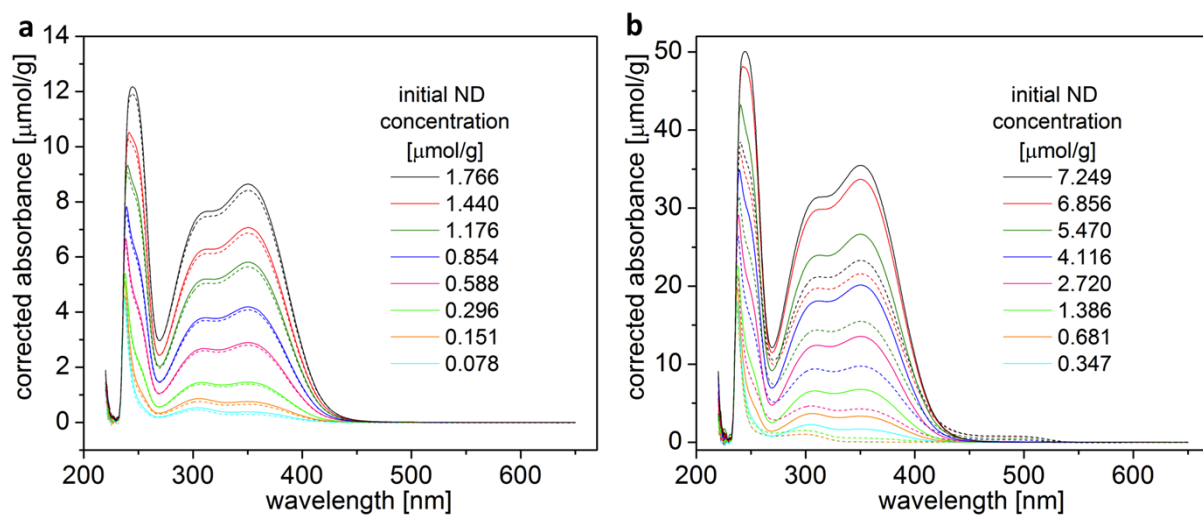 a
14
12
10
8
6
4
2
0
corrected absorbance [μmol/g]
initial ND
concentration
[μmol/g]
1.766
1.440
1.176
0.854
0.588
0.296
0.151
0.078
200 300 400 500 600
wavelength [nm]
b
50
40
30
20
10
0
corrected absorbance [μmol/g]
initial ND
concentration
[μmol/g]
7.249
6.856
5.470
4.116
2.720
1.386
0.681
0.347
200 300 400 500 600
wavelength [nm]